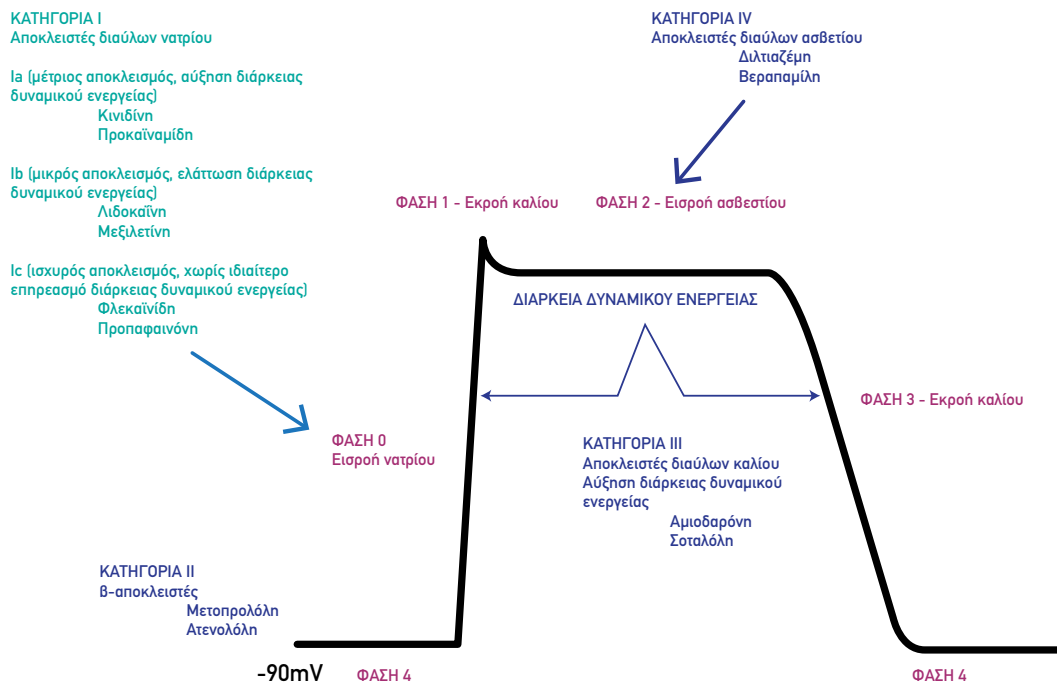 ΚΑΤΗΓΟΡΙΑ I
Αποκλειστές διαύλων νατρίου
Ia (μέτριος αποκλεισμός, αύξηση διάρκειας
δυναμικού ενεργείας)
Κινιδίνη
Προκαϊναμίδη
Ib (μικρός αποκλεισμός, ελάττωση διάρκειας
δυναμικού ενεργείας)
Λιδοκαΐνη
Μεξιλετίνη
Ic (ισχυρός αποκλεισμός, χωρίς ιδιαίτερο
επηρεασμό διάρκειας δυναμικού ενεργείας)
Φλεκαϊνίδη
Προπαφαινόνη
ΚΑΤΗΓΟΡΙΑ IV
Αποκλειστές διαύλων ασβετίου
Διλτιαζέμη
Βεραπαμίλη
ΦΑΣΗ 1 - Εκροή καλίου
ΦΑΣΗ 2 - Εισροή ασβεστίου
ΔΙΑΡΚΕΙΑ ΔΥΝΑΜΙΚΟΥ ΕΝΕΡΓΕΙΑΣ
ΦΑΣΗ 3 - Εκροή καλίου
ΦΑΣΗ 0
Εισροή νατρίου
ΚΑΤΗΓΟΡΙΑ III
Αποκλειστές διαύλων καλίου
Αύξηση διάρκειας δυναμικού
ενεργείας
Αμιοδαρόνη
Σοταλόλη
ΚΑΤΗΓΟΡΙΑ II
β-αποκλειστές
Μετοπρολόλη
Ατενολόλη
-90mV
ΦΑΣΗ 4
ΦΑΣΗ 4